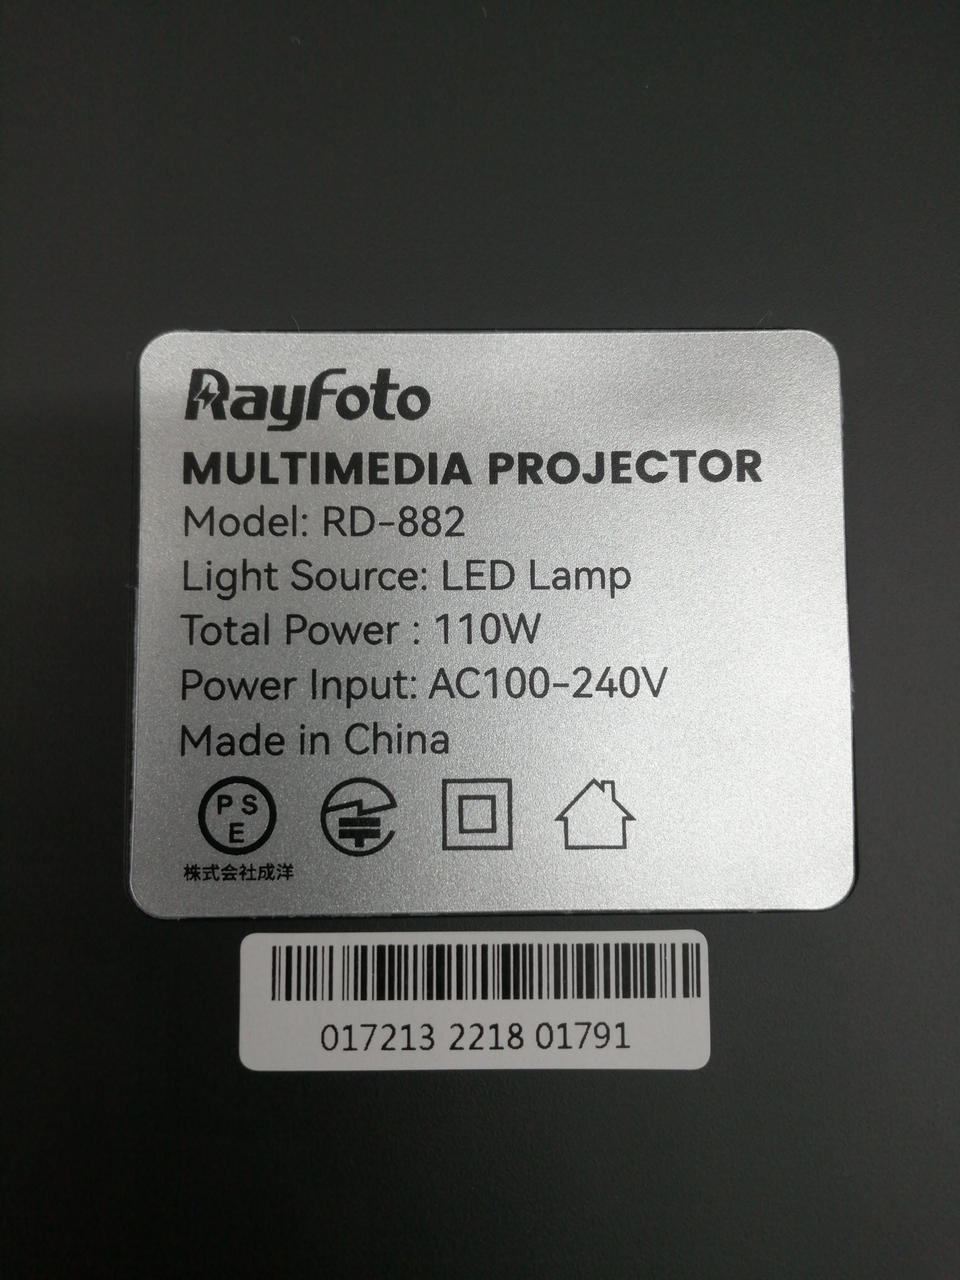 Rayfoto
MULTIMEDIA PROJECTOR
Model: RD-882
Light Source: LED Lamp
Total Power : 110W
Power Input: AC100-240V
Made in China
PS
E
株式会社成洋
017213 2218 01791